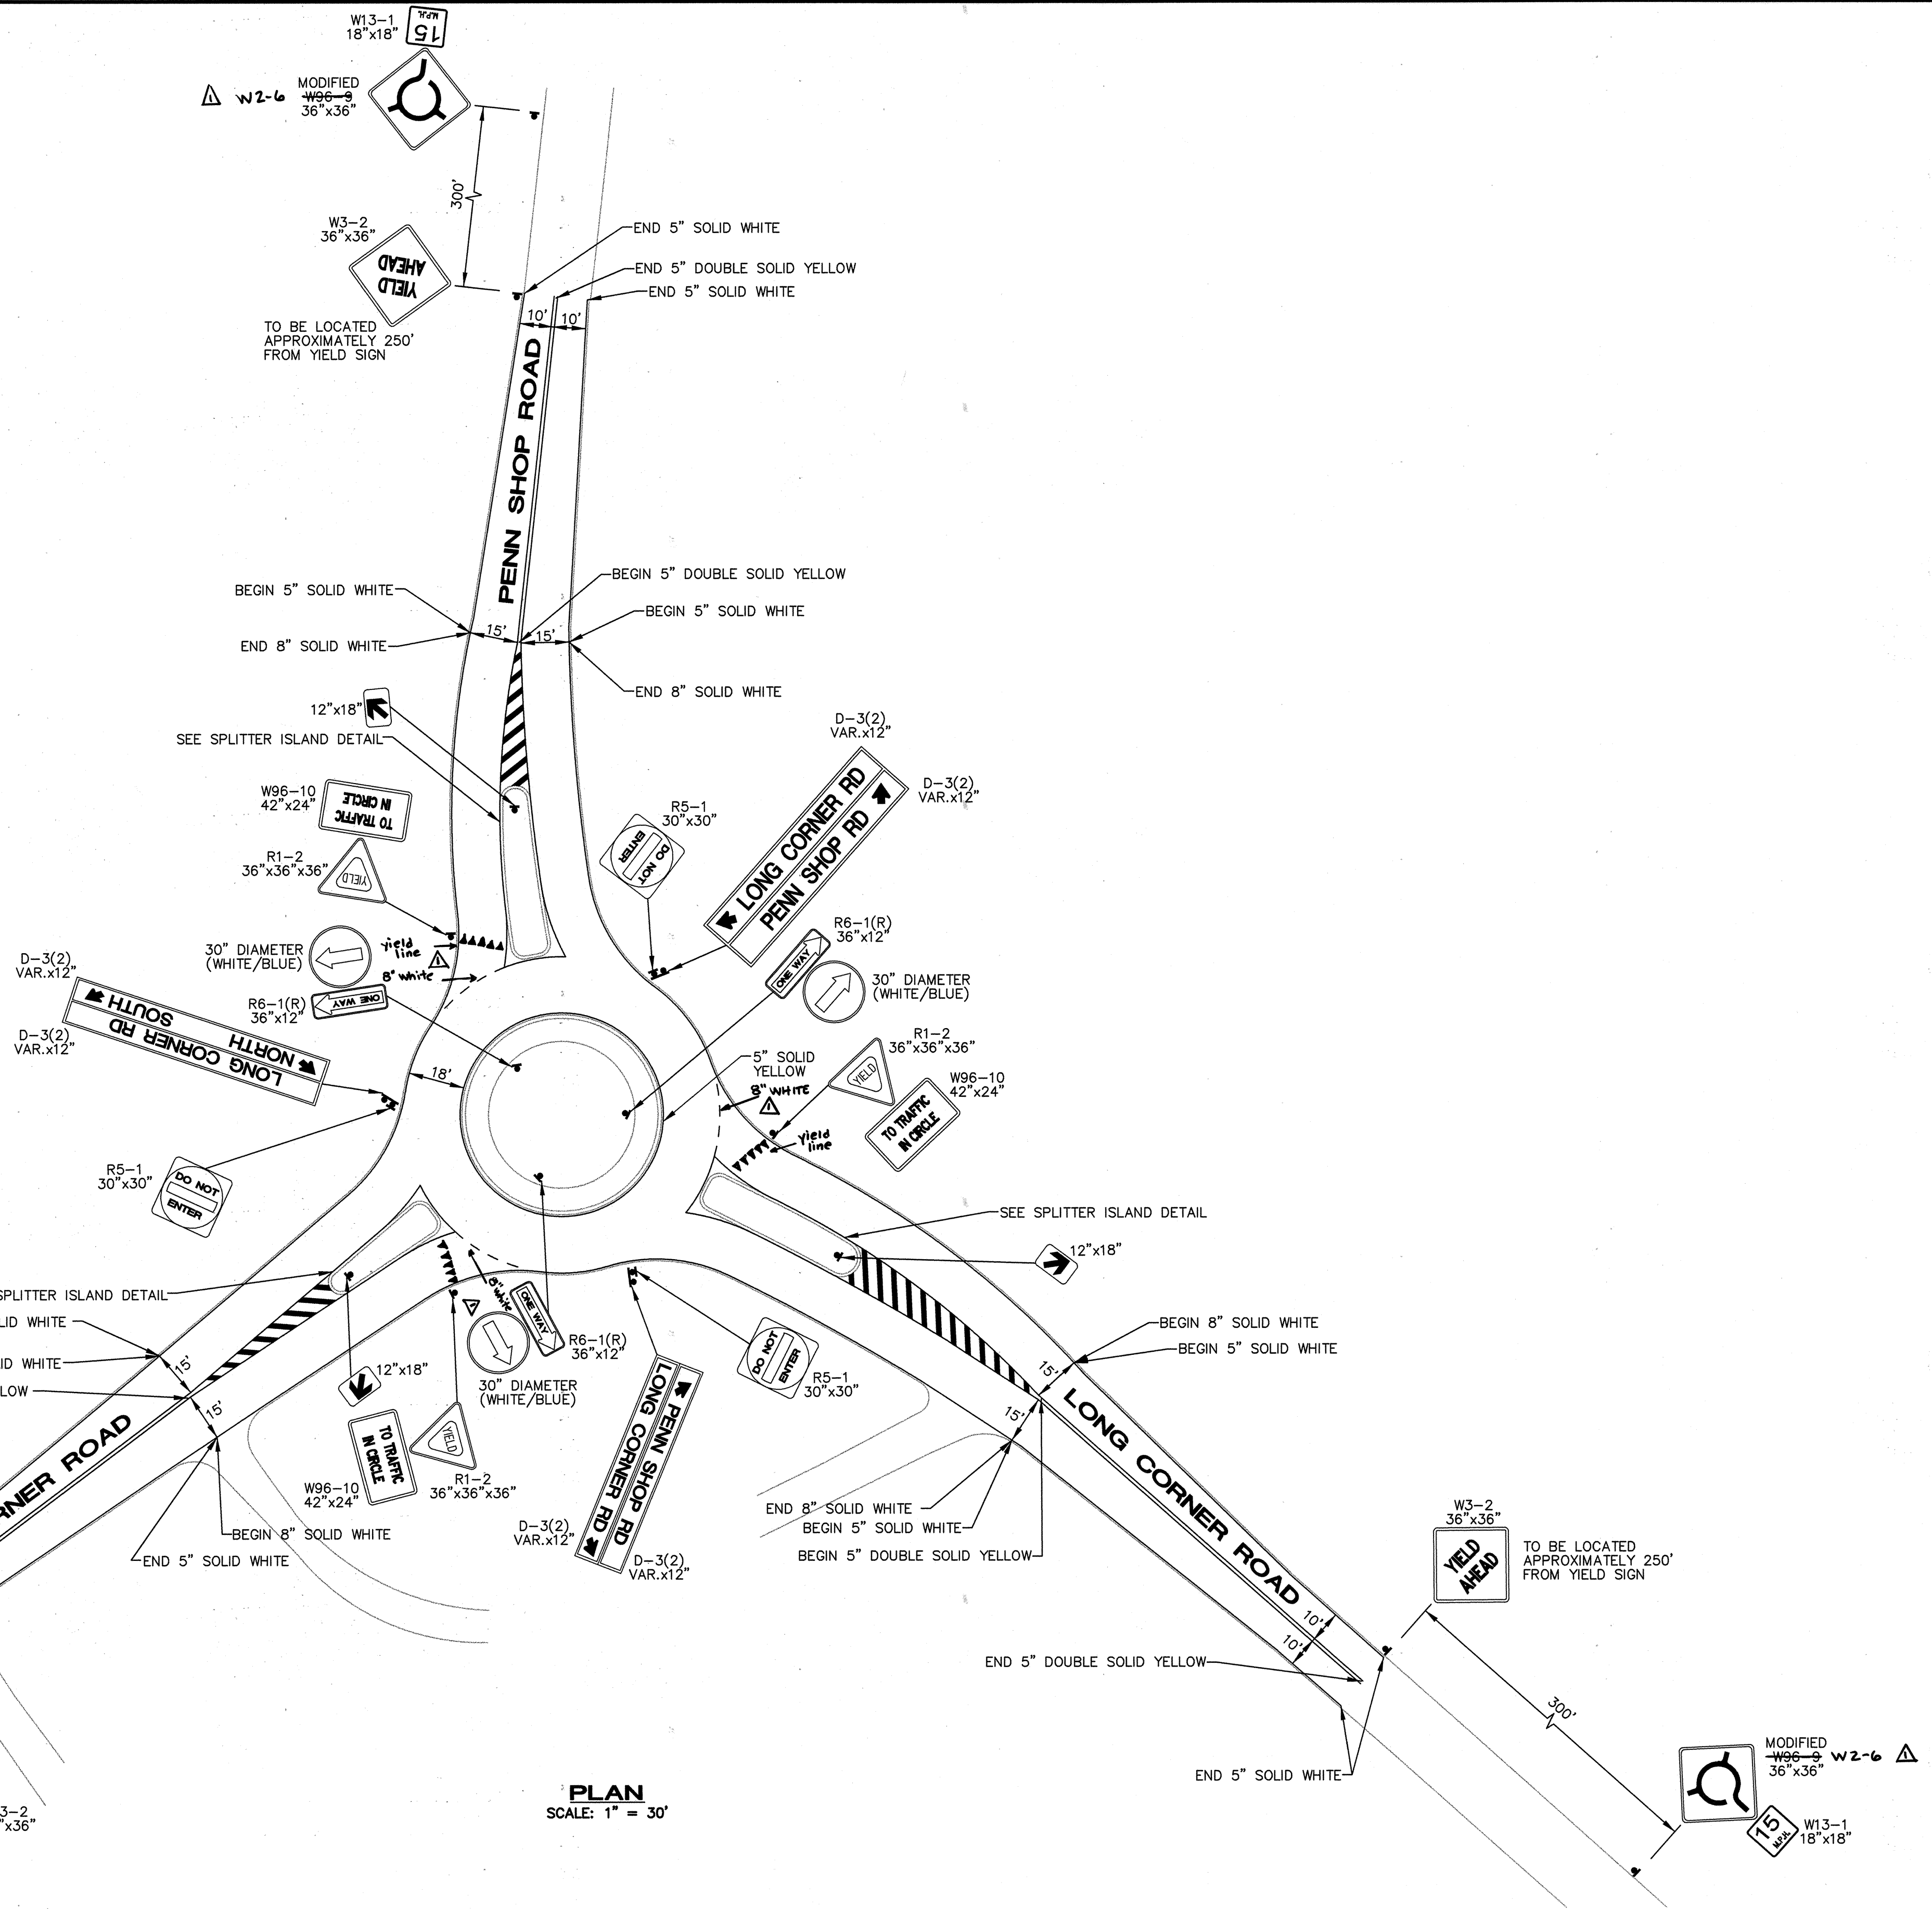 W13-1
18"x18"
15
M.P.H.
W2-6
MODIFIED
W96-9
36"x36"
300'
W3-2
36"x36"
YIELD
AHEAD
TO BE LOCATED
APPROXIMATELY 250'
FROM YIELD SIGN
END 5" SOLID WHITE
END 5" DOUBLE SOLID YELLOW
END 5" SOLID WHITE
10'
10'
PENN SHOP ROAD
BEGIN 5" DOUBLE SOLID YELLOW
BEGIN 5" SOLID WHITE
BEGIN 5" SOLID WHITE
15'
15'
END 8" SOLID WHITE
END 8" SOLID WHITE
12"x18"
SEE SPLITTER ISLAND DETAIL
W96-10
42"x24"
TO TRAFFIC
IN CIRCLE
R1-2
36"x36"x36"
YIELD
30" DIAMETER
(WHITE/BLUE)
yield
line
1
8" white
R6-1(R)
36"x12"
ONE WAY
D-3(2)
VAR.x12"
D-3(2)
VAR.x12"
LONG CORNER RD
NORTH
SOUTH
R5-1
30"x30"
DO NOT
ENTER
18'
R5-1
30"x30"
DO NOT
ENTER
D-3(2)
VAR.x12"
D-3(2)
VAR.x12"
LONG CORNER RD
PENN SHOP RD
R6-1(R)
36"x12"
ONE WAY
30" DIAMETER
(WHITE/BLUE)
R1-2
36"x36"x36"
YIELD
5" SOLID
YELLOW
8" WHITE
1
W96-10
42"x24"
TO TRAFFIC
IN CIRCLE
yield
line
SEE SPLITTER ISLAND DETAIL
12"x18"
SPLITTER ISLAND DETAIL
LID WHITE
ID WHITE
LOW
15'
15'
RNER ROAD
12"x18"
8" white
ONE WAY
R6-1(R)
36"x12"
30" DIAMETER
(WHITE/BLUE)
W96-10
42"x24"
TO TRAFFIC
IN CIRCLE
YIELD
R1-2
36"x36"x36"
BEGIN 8" SOLID WHITE
END 5" SOLID WHITE
PENN SHOP RD
LONG CORNER RD
D-3(2)
VAR.x12"
D-3(2)
VAR.x12"
DO NOT
ENTER
R5-1
30"x30"
BEGIN 8" SOLID WHITE
BEGIN 5" SOLID WHITE
15'
15'
END 8" SOLID WHITE
BEGIN 5" SOLID WHITE
BEGIN 5" DOUBLE SOLID YELLOW
LONG CORNER ROAD
10'
10'
W3-2
36"x36"
YIELD
AHEAD
TO BE LOCATED
APPROXIMATELY 250'
FROM YIELD SIGN
END 5" DOUBLE SOLID YELLOW
300'
END 5" SOLID WHITE
MODIFIED
W96-9 W2-6
36"x36"
15
M.P.H.
W13-1
18"x18"
3-2
"x36"
PLAN
SCALE: 1" = 30'